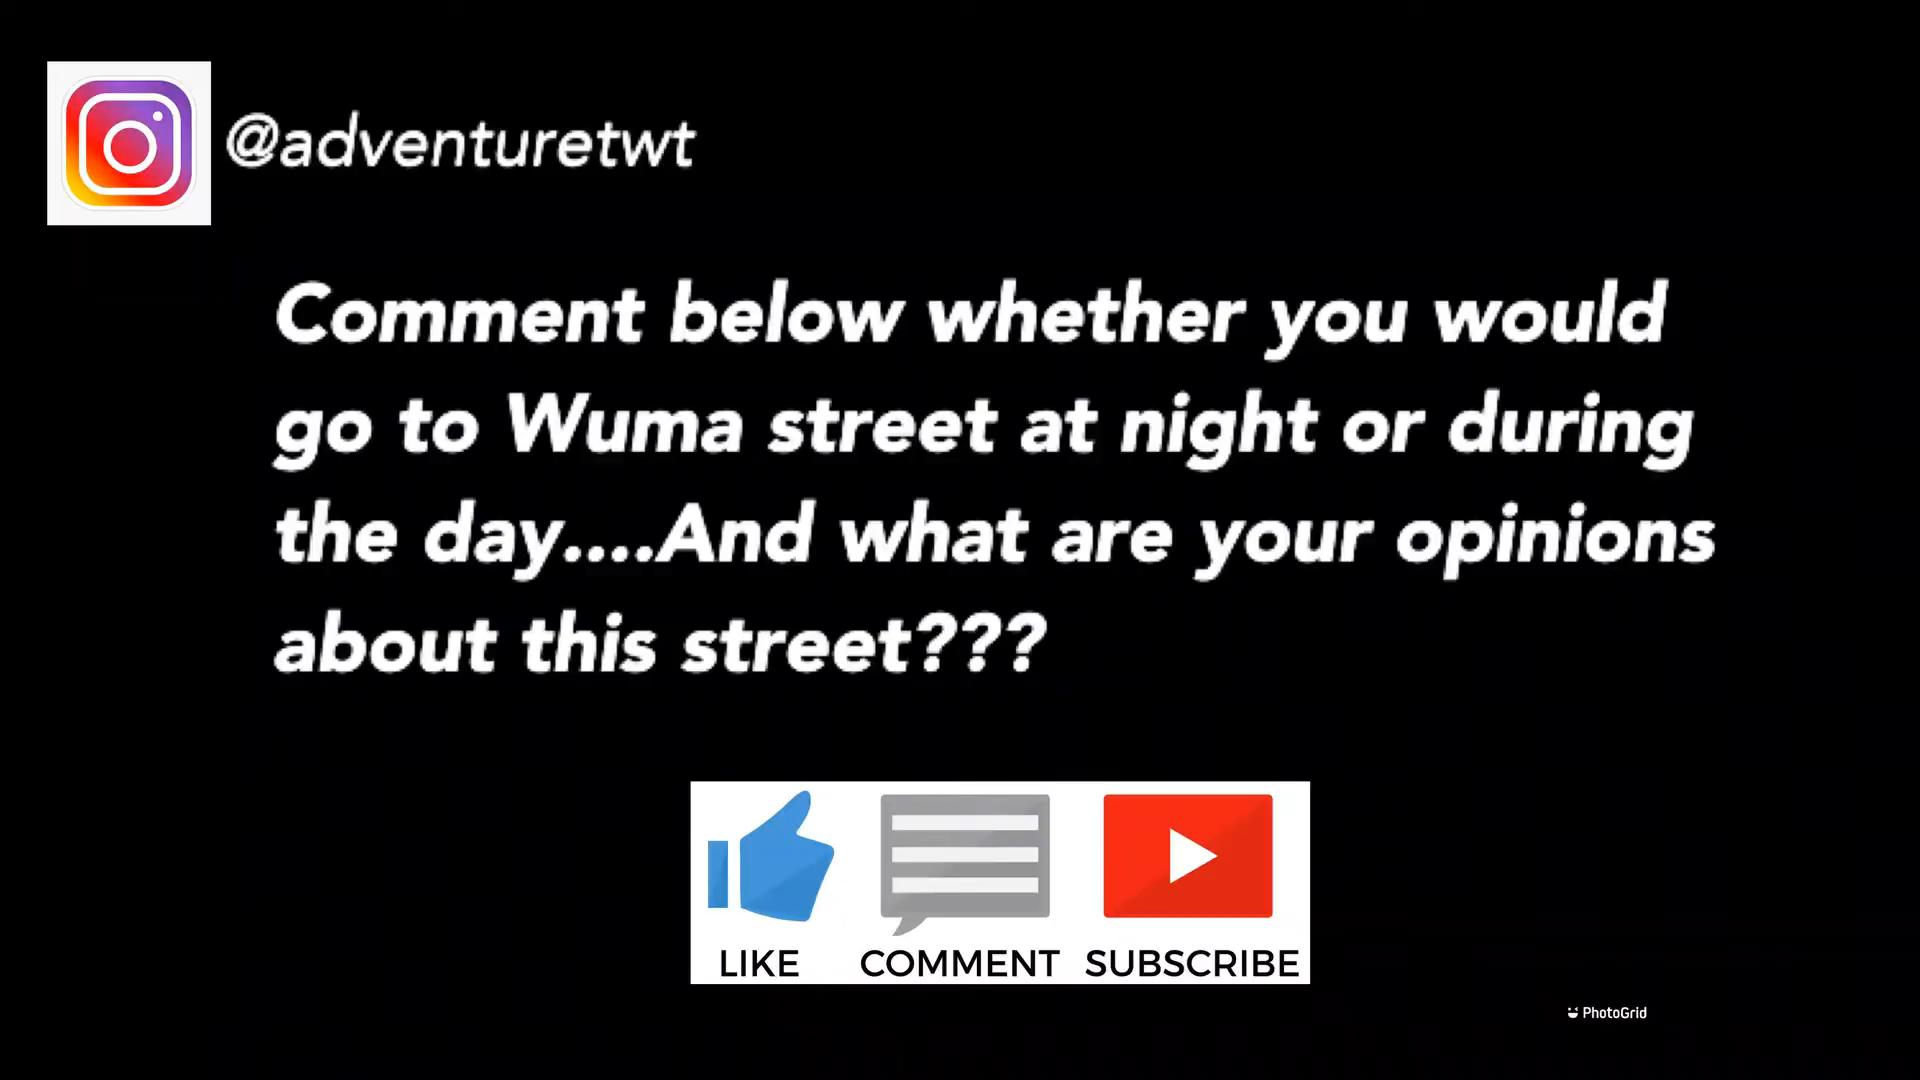 @adventuretwt
Comment below whether you would
go to Wuma street at night or during
the day....And what are your opinions
about this street???
LIKE COMMENT SUBSCRIBE
PhotoGrid